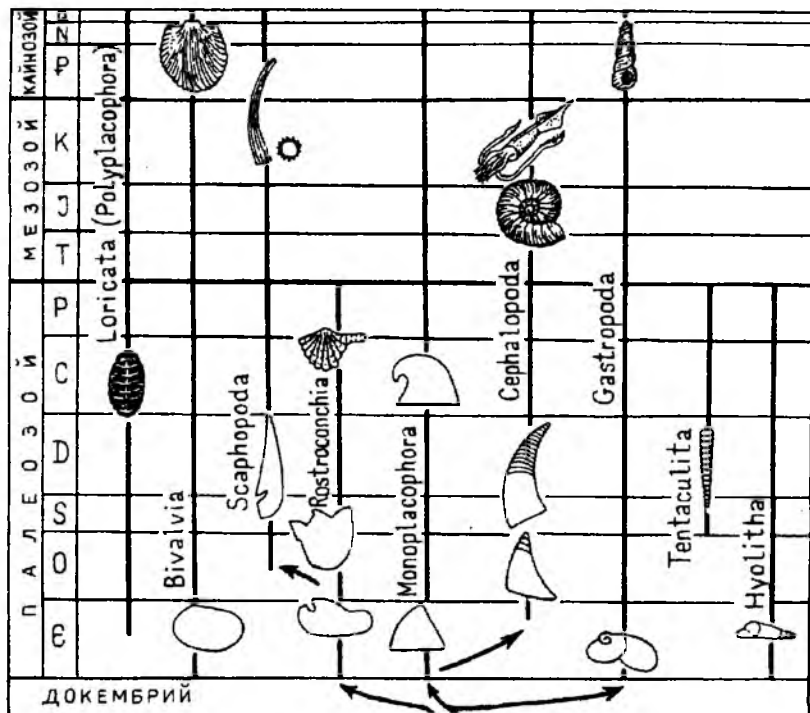 КАЙНОЗОЙ
МЕЗОЗОЙ
ПАЛЕОЗОЙ
N
₽
K
J
T
P
C
D
S
O
Є
ДОКЕМБРИЙ
Loricata (Polyplacophora)
Bivalvia
Scaphopoda
Rostroconchia
Monoplacophora
Cephalopoda
Gastropoda
Tentaculita
Hyolitha